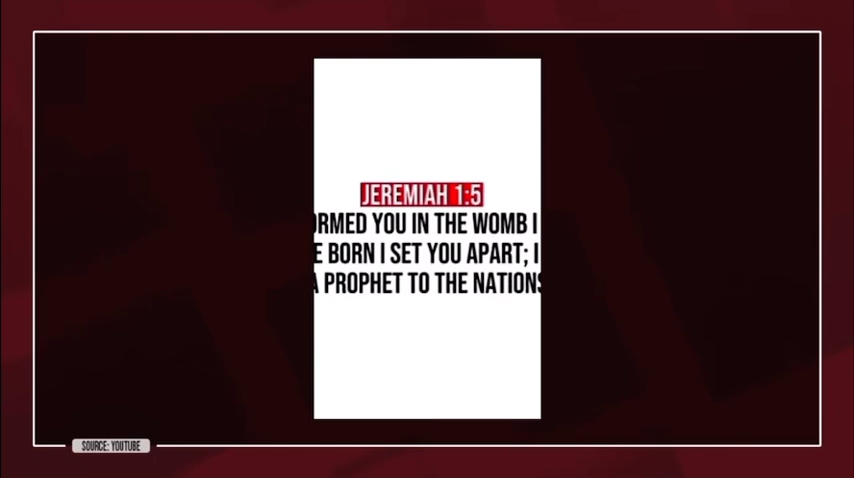 JEREMIAH 1:5
ORMED YOU IN THE WOMB I
E BORN I SET YOU APART; I
A PROPHET TO THE NATIONS
SOURCE: YOUTUBE